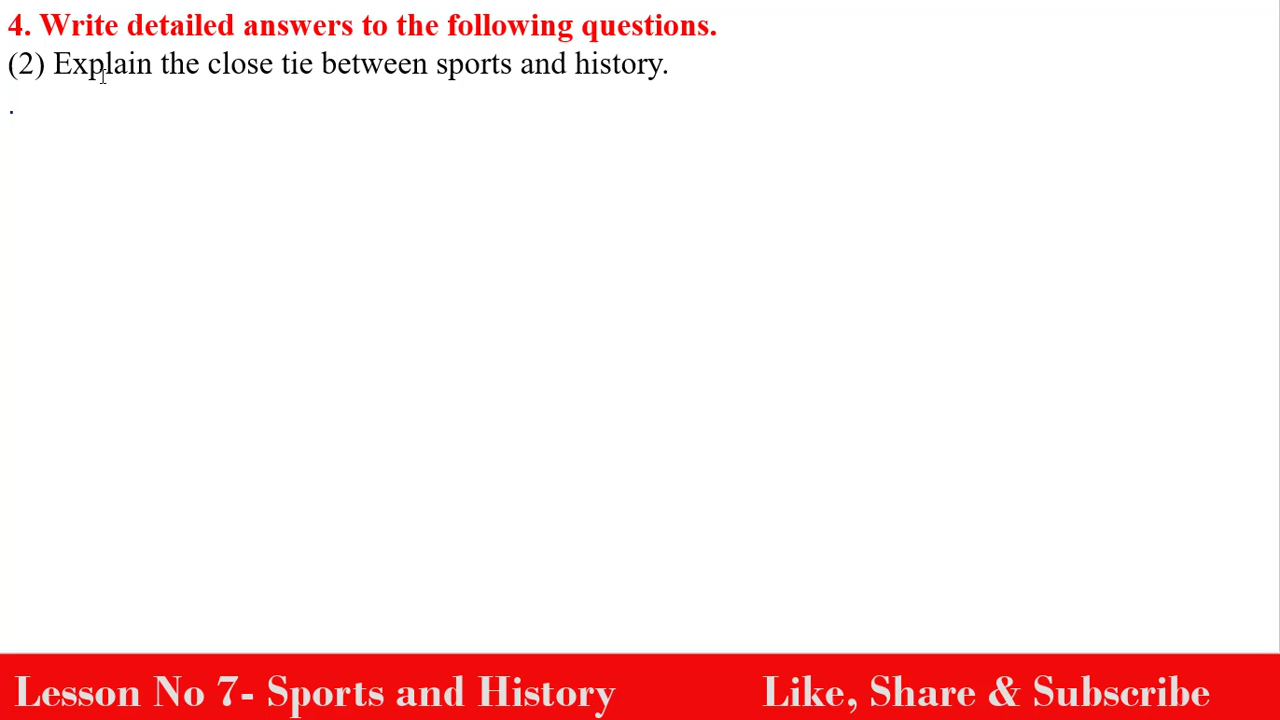 4. Write detailed answers to the following questions.
(2) Explain the close tie between sports and history.
.
Lesson No 7- Sports and History
Like, Share & Subscribe